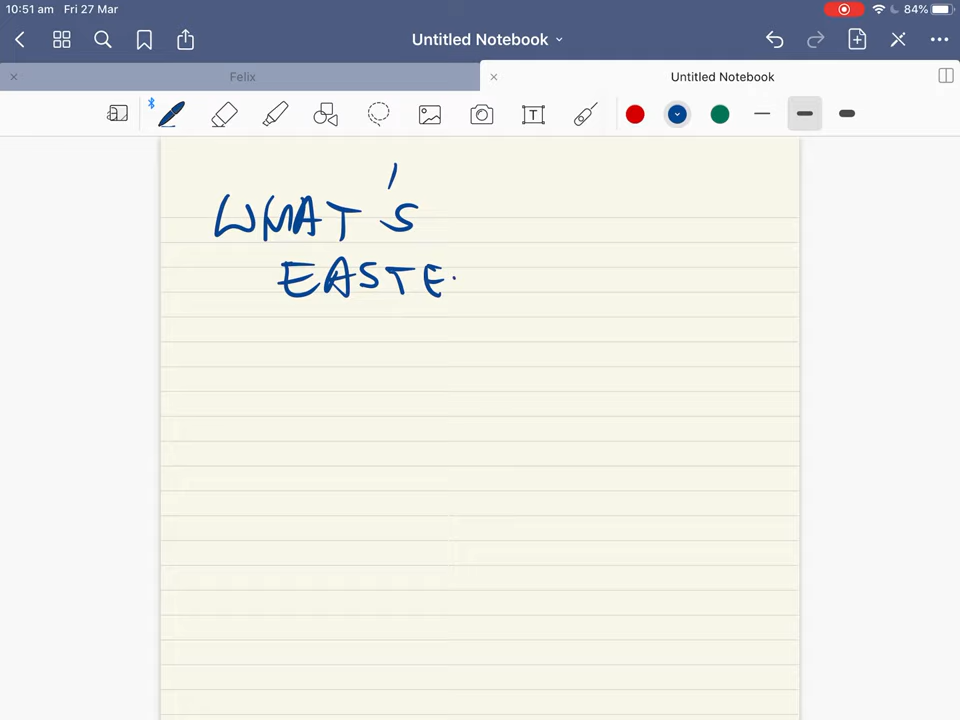 10:51 am Fri 27 Mar 84%
Untitled Notebook
Felix
Untitled Notebook
WHAT'S
EASTE